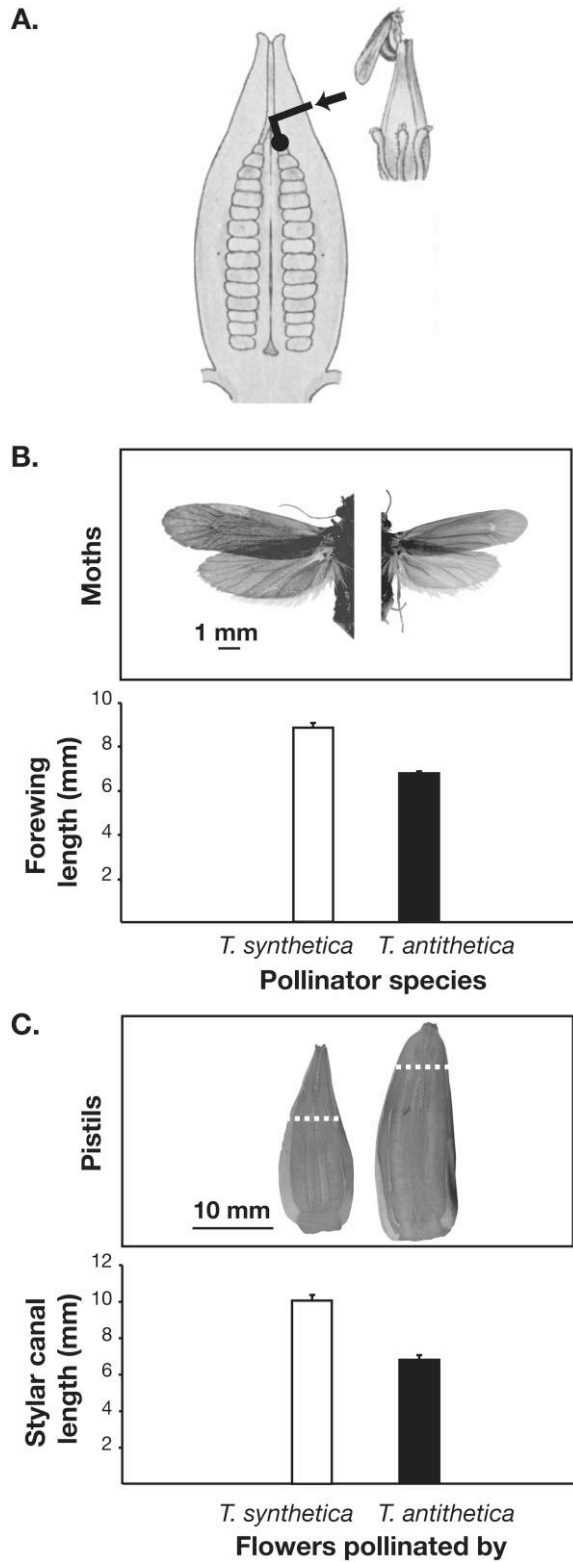 A.
B.
Moths
1 mm
10
8
6
4
2
Forewing
length (mm)
T. synthetica T. antithetica
Pollinator species
C.
Pistils
10 mm
12
10
8
6
4
2
Stylar canal
length (mm)
T. synthetica T. antithetica
Flowers pollinated by